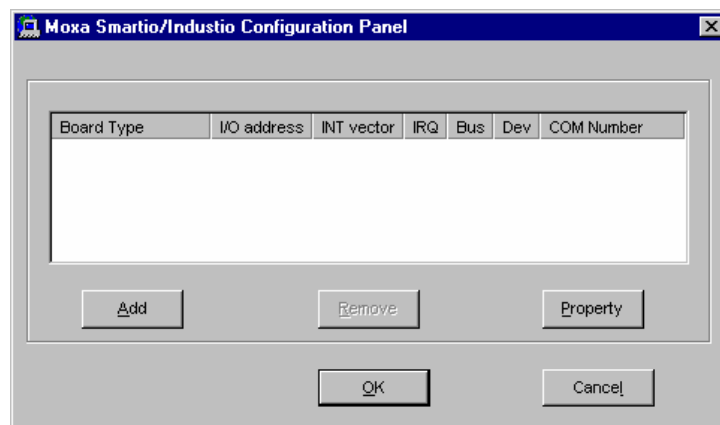 Moxa Smartio/Industio Configuration Panel
Board Type I/O address INT vector IRQ Bus Dev COM Number
Add Remove Property
OK Cancel